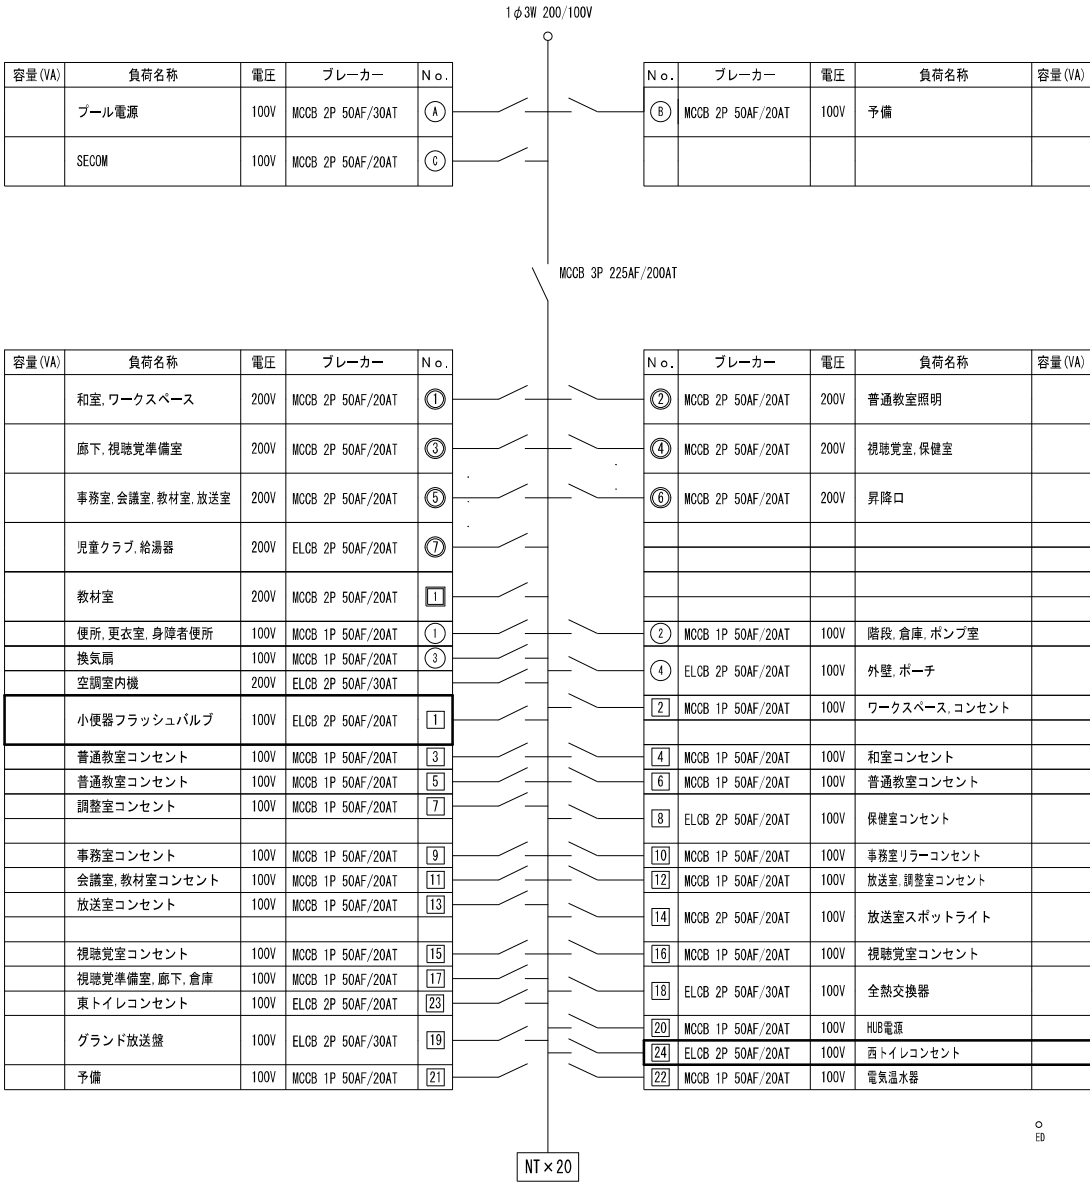 1φ3W 200/100V
容量(VA) 負荷名称 電圧 ブレーカー No.
プール電源 100V MCCB 2P 50AF/30AT A
SECOM 100V MCCB 2P 50AF/20AT C
No. ブレーカー 電圧 負荷名称 容量(VA)
B MCCB 2P 50AF/20AT 100V 予備
MCCB 3P 225AF/200AT
容量(VA) 負荷名称 電圧 ブレーカー No.
和室,ワークスペース 200V MCCB 2P 50AF/20AT 1
廊下,視聴覚準備室 200V MCCB 2P 50AF/20AT 3
事務室,会議室,教材室,放送室 200V MCCB 2P 50AF/20AT 5
児童クラブ,給湯器 200V ELCB 2P 50AF/20AT 7
教材室 200V MCCB 2P 50AF/20AT 1
便所,更衣室,身障者便所 100V MCCB 1P 50AF/20AT 1
換気扇 100V MCCB 1P 50AF/20AT 3
空調室内機 200V ELCB 2P 50AF/30AT
小便器フラッシュバルブ 100V ELCB 2P 50AF/20AT 1
普通教室コンセント 100V MCCB 1P 50AF/20AT 3
普通教室コンセント 100V MCCB 1P 50AF/20AT 5
調整室コンセント 100V MCCB 1P 50AF/20AT 7
事務室コンセント 100V MCCB 1P 50AF/20AT 9
会議室,教材室コンセント 100V MCCB 1P 50AF/20AT 11
放送室コンセント 100V MCCB 1P 50AF/20AT 13
視聴覚室コンセント 100V MCCB 1P 50AF/20AT 15
視聴覚準備室,廊下,倉庫 100V MCCB 1P 50AF/20AT 17
東トイレコンセント 100V ELCB 2P 50AF/20AT 23
グランド放送盤 100V ELCB 2P 50AF/30AT 19
予備 100V MCCB 1P 50AF/20AT 21
No. ブレーカー 電圧 負荷名称 容量(VA)
2 MCCB 2P 50AF/20AT 200V 普通教室照明
4 MCCB 2P 50AF/20AT 200V 視聴覚室,保健室
6 MCCB 2P 50AF/20AT 200V 昇降口
2 MCCB 1P 50AF/20AT 100V 階段,倉庫,ポンプ室
4 ELCB 2P 50AF/20AT 100V 外壁,ポーチ
2 MCCB 1P 50AF/20AT 100V ワークスペース,コンセント
4 MCCB 1P 50AF/20AT 100V 和室コンセント
6 MCCB 1P 50AF/20AT 100V 普通教室コンセント
8 ELCB 2P 50AF/20AT 100V 保健室コンセント
10 MCCB 1P 50AF/20AT 100V 事務室リラーコンセント
12 MCCB 1P 50AF/20AT 100V 放送室,調整室コンセント
14 MCCB 2P 50AF/20AT 100V 放送室スポットライト
16 MCCB 1P 50AF/20AT 100V 視聴覚室コンセント
18 ELCB 2P 50AF/30AT 100V 全熱交換器
20 MCCB 1P 50AF/20AT 100V HUB電源
24 ELCB 2P 50AF/20AT 100V 西トイレコンセント
22 MCCB 1P 50AF/20AT 100V 電気温水器
ED
NT×20